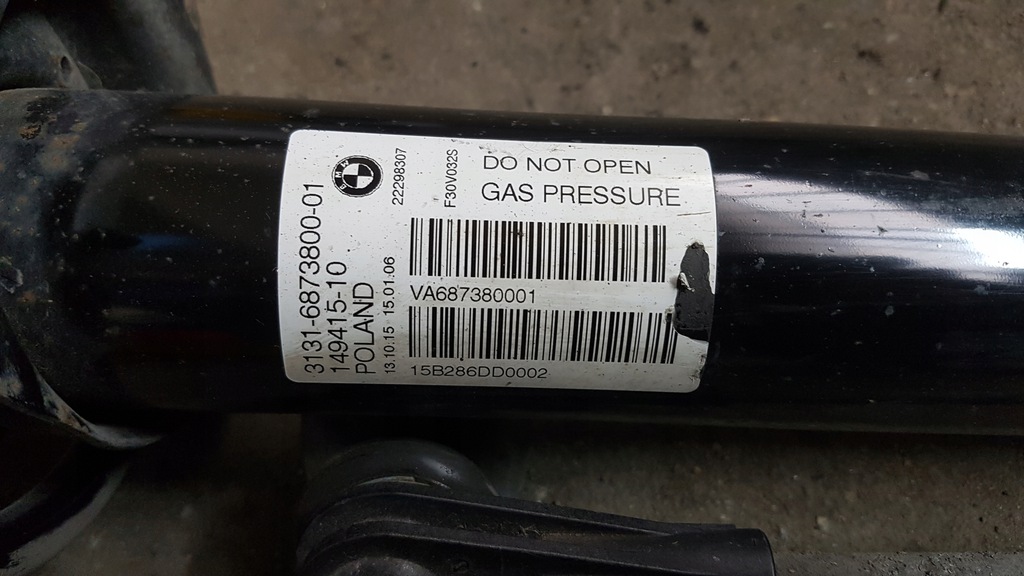 3131-6873800-01
149415-10
POLAND
13.10.15 15.01:06
BMW
22298307
F30V032S
DO NOT OPEN
GAS PRESSURE
VA687380001
15B286DD0002